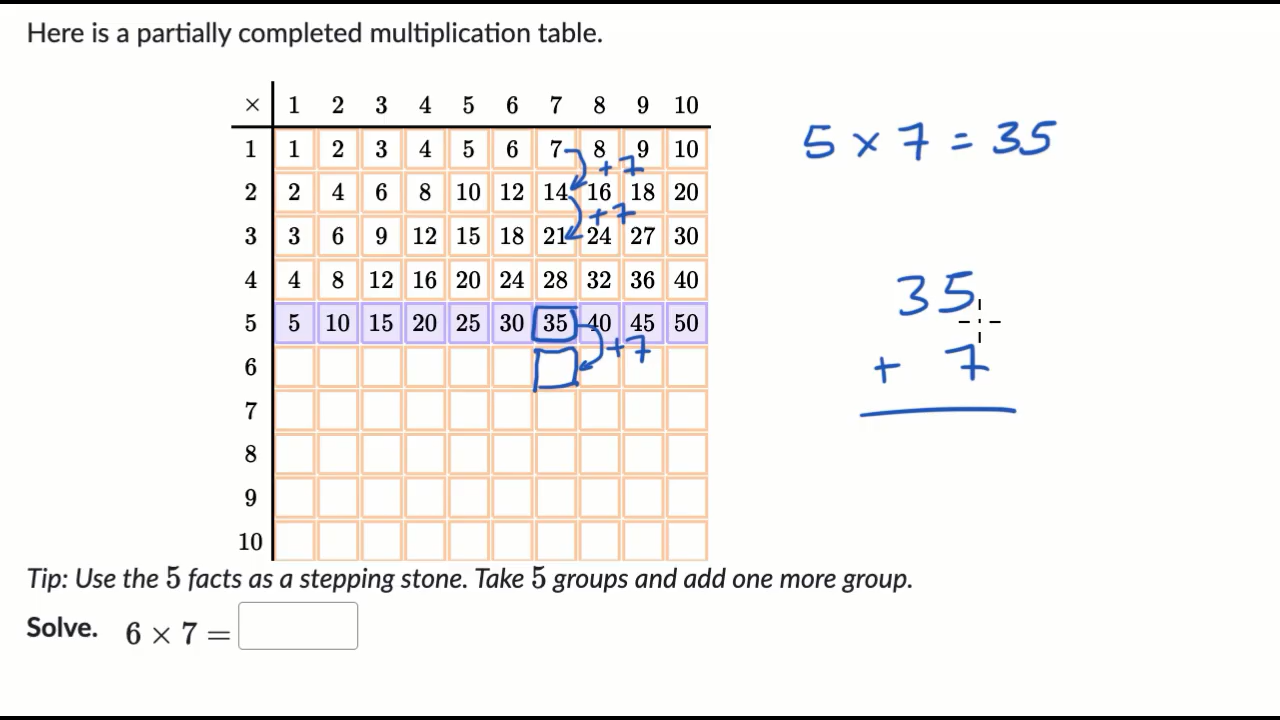 Here is a partially completed multiplication table.
× 1 2 3 4 5 6 7 8 9 10
1 1 2 3 4 5 6 7 8 9 10
+7
2 2 4 6 8 10 12 14 16 18 20
+7
3 3 6 9 12 15 18 21 24 27 30
4 4 8 12 16 20 24 28 32 36 40
5 5 10 15 20 25 30 35 40 45 50
+7
6
7
8
9
10
5 × 7 = 35
35
+ 7
Tip: Use the 5 facts as a stepping stone. Take 5 groups and add one more group.
Solve. 6 × 7 =